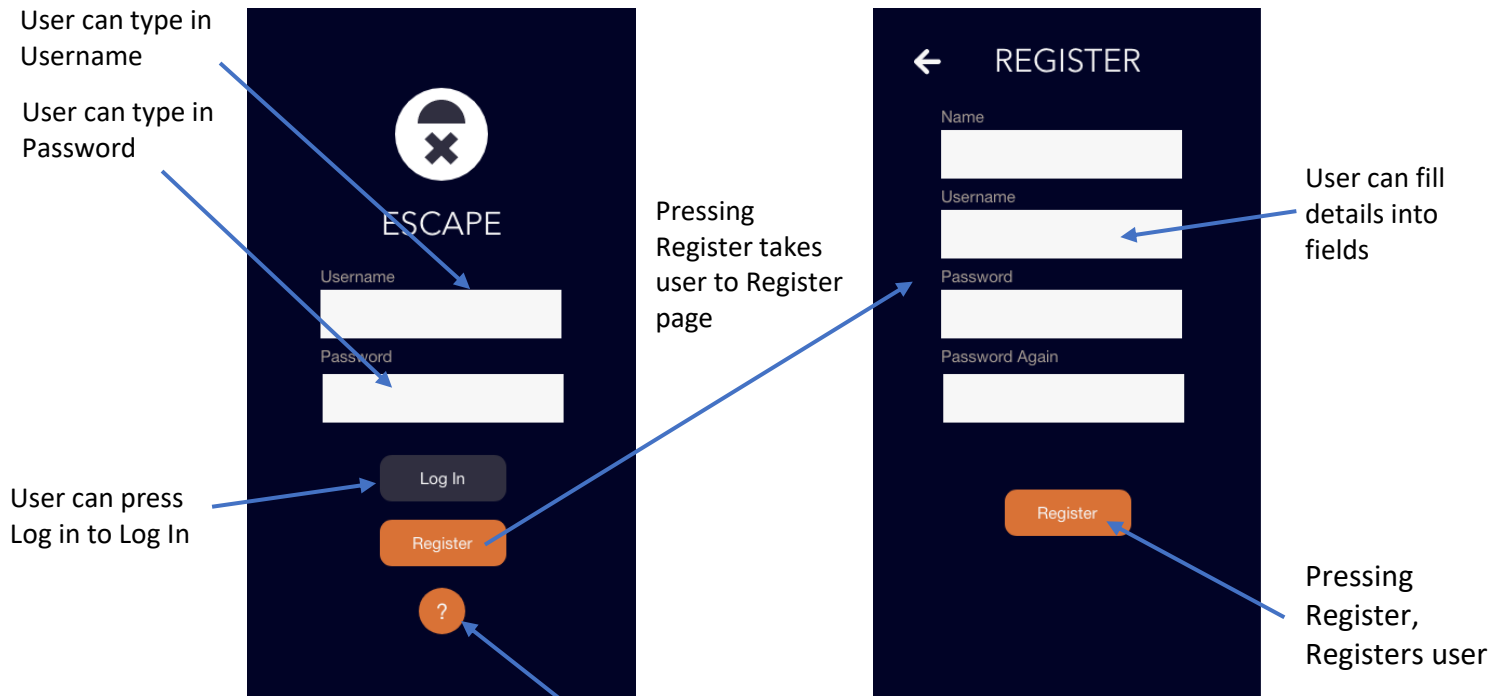 User can type in
Username
User can type in
Password
User can press
Log in to Log In
ESCAPE
Username
Password
Log In
Register
?
Pressing
Register takes
user to Register
page
REGISTER
Name
Username
Password
Password Again
Register
User can fill
details into
fields
Pressing
Register,
Registers user